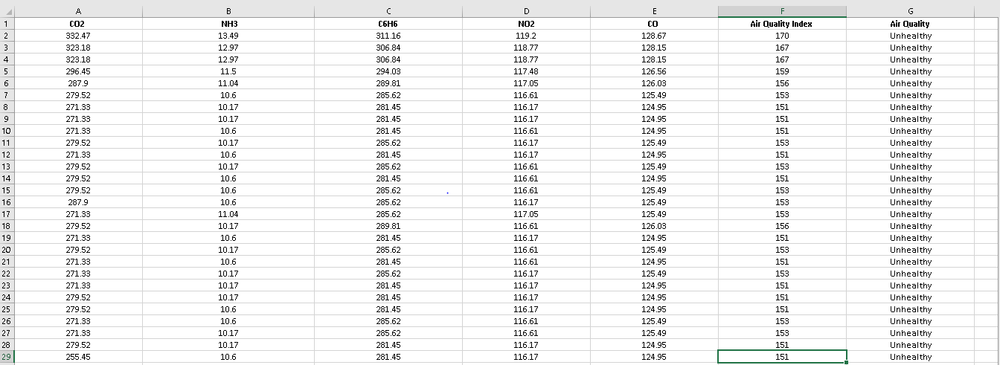 A B C D E F G
1 CO2 NH3 C6H6 NO2 CO Air Quality Index Air Quality
2 332.47 13.49 311.16 119.2 128.67 170 Unhealthy
3 323.18 12.97 306.84 118.77 128.15 167 Unhealthy
4 323.18 12.97 306.84 118.77 128.15 167 Unhealthy
5 296.45 11.5 294.03 117.48 126.56 159 Unhealthy
6 287.9 11.04 289.81 117.05 126.03 156 Unhealthy
7 279.52 10.6 285.62 116.61 125.49 153 Unhealthy
8 271.33 10.17 281.45 116.17 124.95 151 Unhealthy
9 271.33 10.17 281.45 116.17 124.95 151 Unhealthy
10 271.33 10.6 281.45 116.61 124.95 151 Unhealthy
11 279.52 10.17 285.62 116.17 125.49 153 Unhealthy
12 271.33 10.6 281.45 116.17 124.95 151 Unhealthy
13 279.52 10.17 285.62 116.61 125.49 153 Unhealthy
14 279.52 10.6 281.45 116.61 124.95 151 Unhealthy
15 279.52 10.6 285.62 116.61 125.49 153 Unhealthy
16 287.9 10.6 285.62 116.17 125.49 153 Unhealthy
17 271.33 11.04 285.62 117.05 125.49 153 Unhealthy
18 279.52 10.17 289.81 116.61 126.03 156 Unhealthy
19 271.33 10.6 281.45 116.17 124.95 151 Unhealthy
20 279.52 10.17 285.62 116.61 125.49 153 Unhealthy
21 271.33 10.6 281.45 116.61 124.95 151 Unhealthy
22 271.33 10.17 285.62 116.17 125.49 153 Unhealthy
23 271.33 10.17 281.45 116.17 124.95 151 Unhealthy
24 279.52 10.17 281.45 116.17 124.95 151 Unhealthy
25 279.52 10.6 281.45 116.17 124.95 151 Unhealthy
26 271.33 10.6 285.62 116.61 125.49 153 Unhealthy
27 271.33 10.17 285.62 116.61 125.49 153 Unhealthy
28 279.52 10.17 281.45 116.17 124.95 151 Unhealthy
29 255.45 10.6 281.45 116.17 124.95 151 Unhealthy